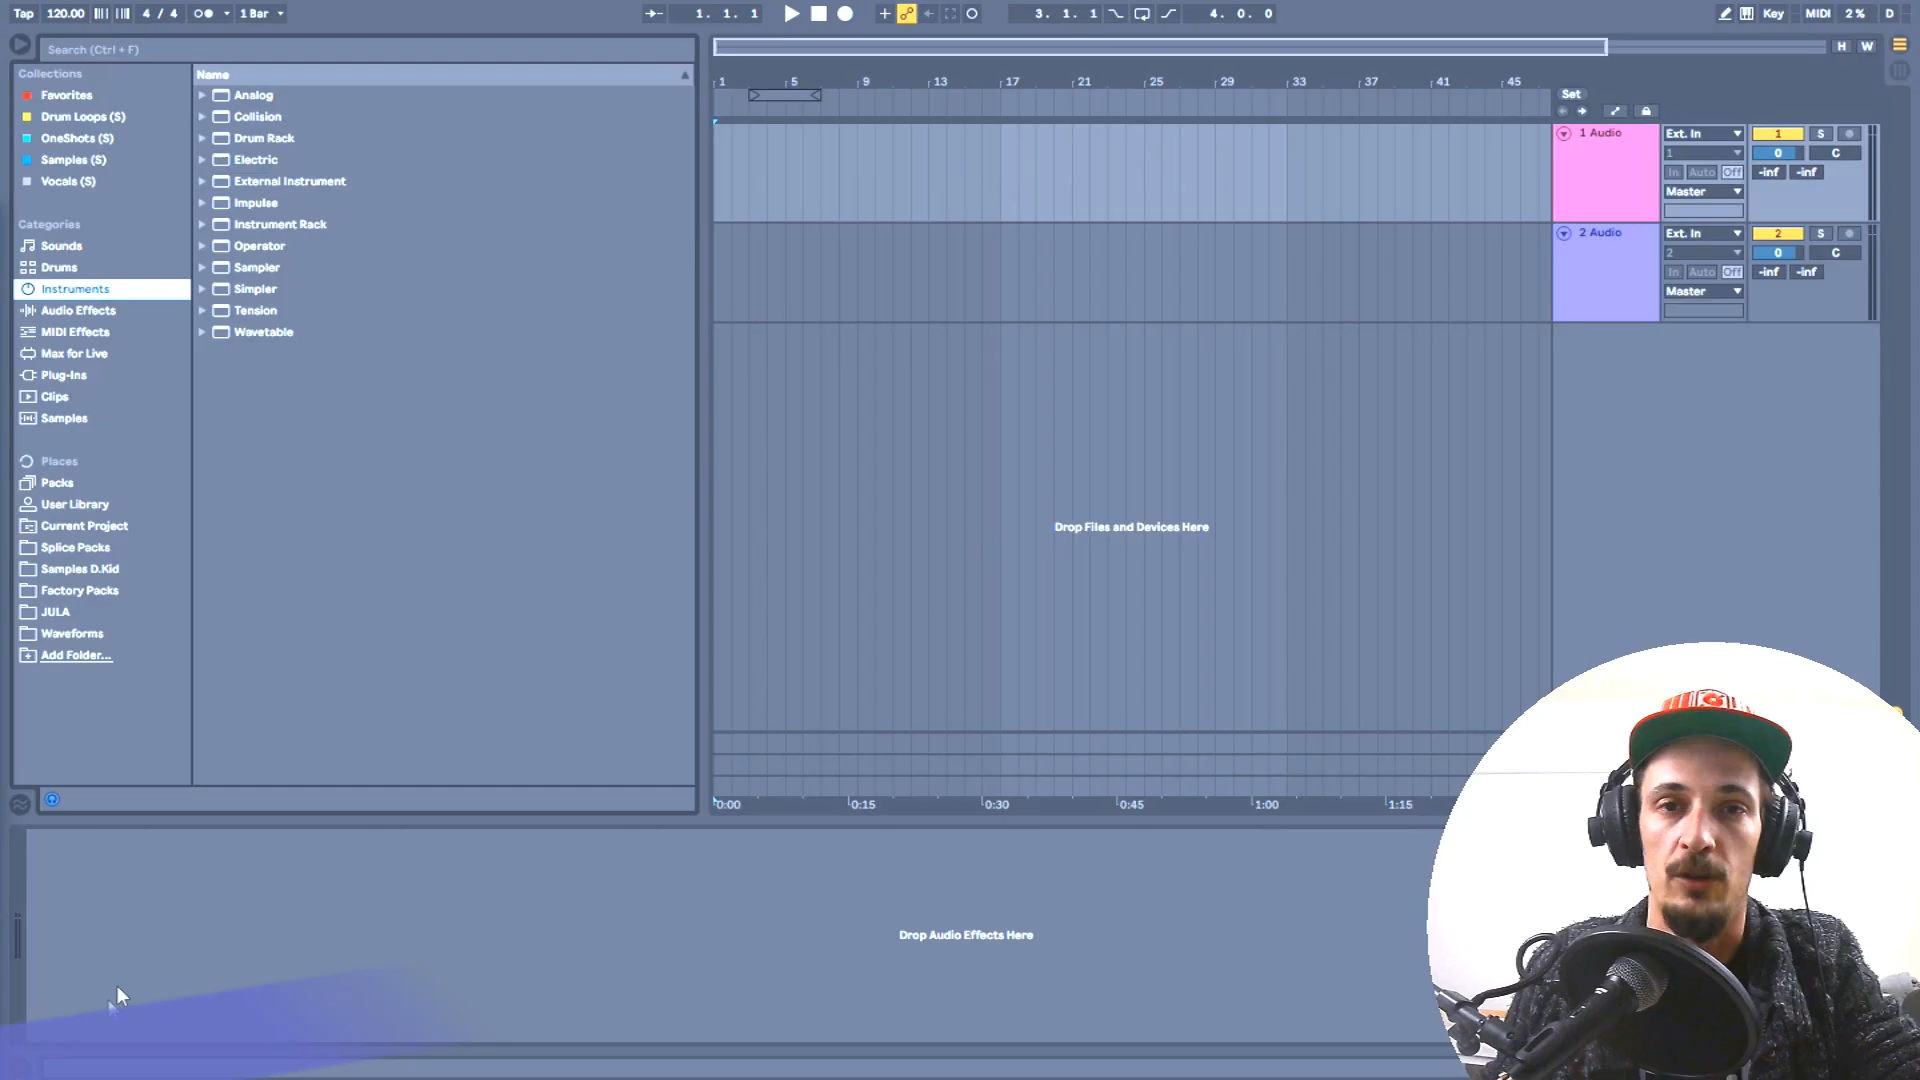 Tap 120.00 4 / 4 1 Bar 1. 1. 1 3. 1. 1 4. 0. 0 Key MIDI 2 % D
Search (Ctrl + F)
H W
Collections
Favorites
Drum Loops (S)
OneShots (S)
Samples (S)
Vocals (S)
Categories
Sounds
Drums
Instruments
Audio Effects
MIDI Effects
Max for Live
Plug-Ins
Clips
Samples
Places
Packs
User Library
Current Project
Splice Packs
Samples D.Kid
Factory Packs
JULA
Waveforms
Add Folder...
Name
Analog
Collision
Drum Rack
Electric
External Instrument
Impulse
Instrument Rack
Operator
Sampler
Simpler
Tension
Wavetable
1 5 9 13 17 21 25 29 33 37 41 45
Set
1 Audio Ext. In 1 S
1 0 C
In Auto Off -inf -inf
Master
2 Audio Ext. In 2 S
2 0 C
In Auto Off -inf -inf
Master
Drop Files and Devices Here
0:00 0:15 0:30 0:45 1:00 1:15
Drop Audio Effects Here